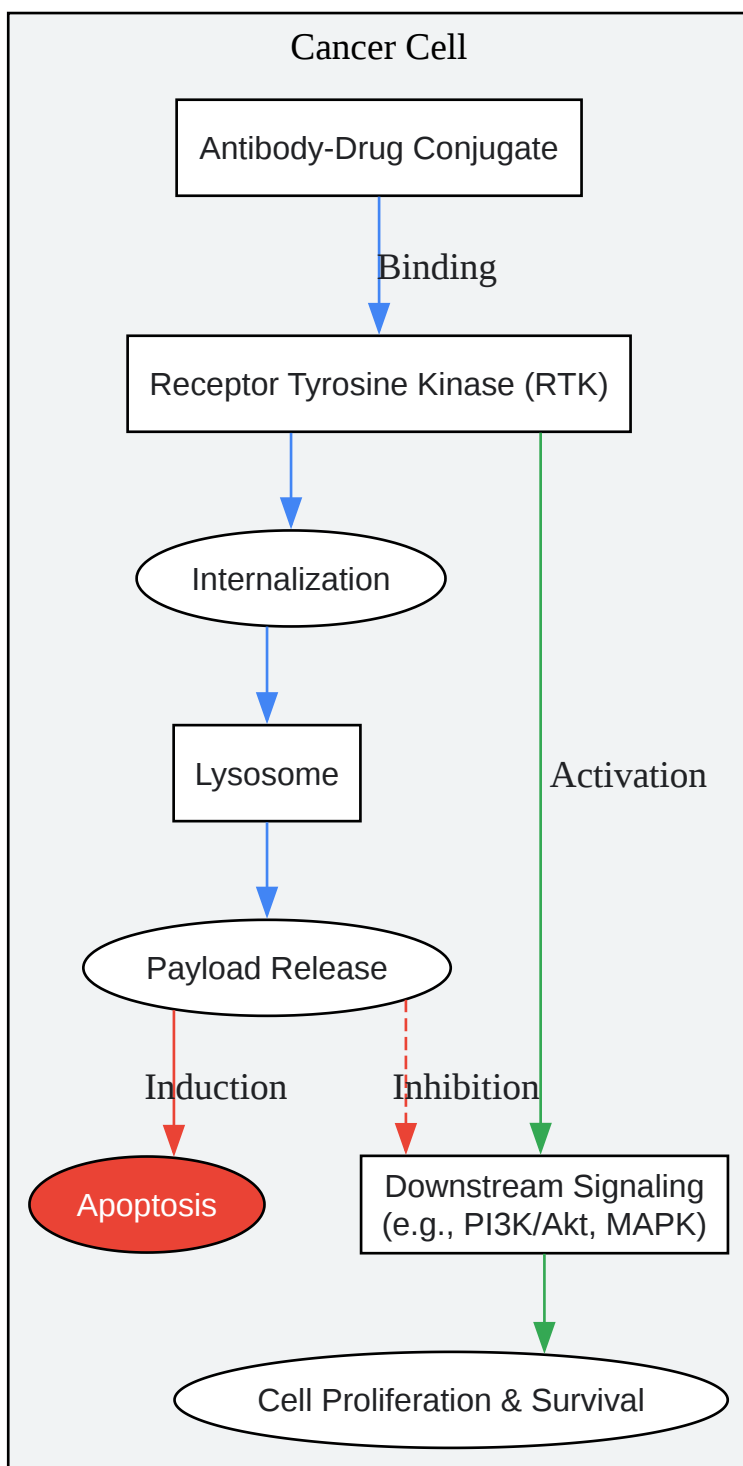 Cancer Cell
Antibody-Drug Conjugate
Binding
Receptor Tyrosine Kinase (RTK)
Internalization
Lysosome
Activation
Payload Release
Induction
Inhibition
Apoptosis
Downstream Signaling
(e.g., PI3K/Akt, MAPK)
Cell Proliferation & Survival